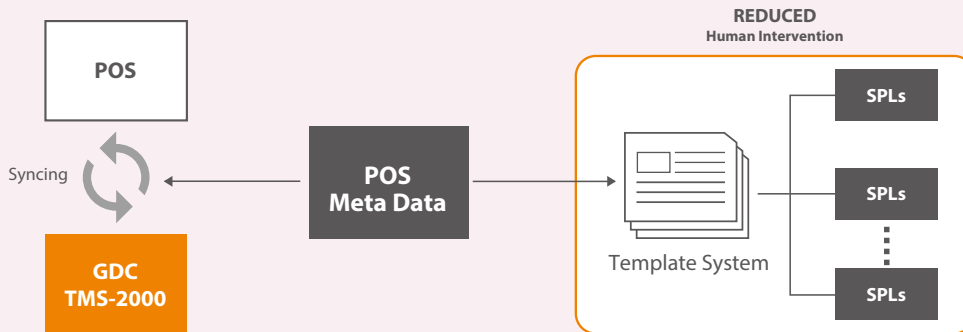 REDUCED
Human Intervention
POS
Syncing
GDC
TMS-2000
POS
Meta Data
Template System
SPLs
SPLs
SPLs